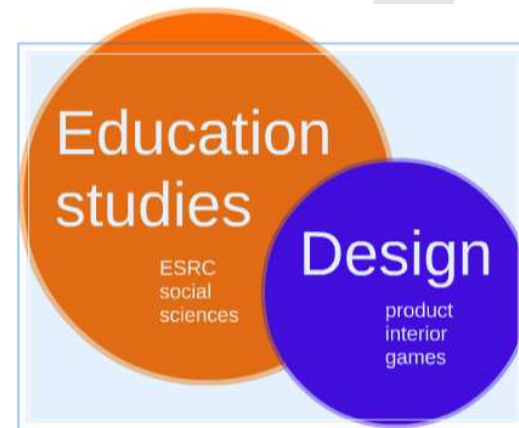 Education
studies
ESRC
social
sciences
Design
product
interior
games